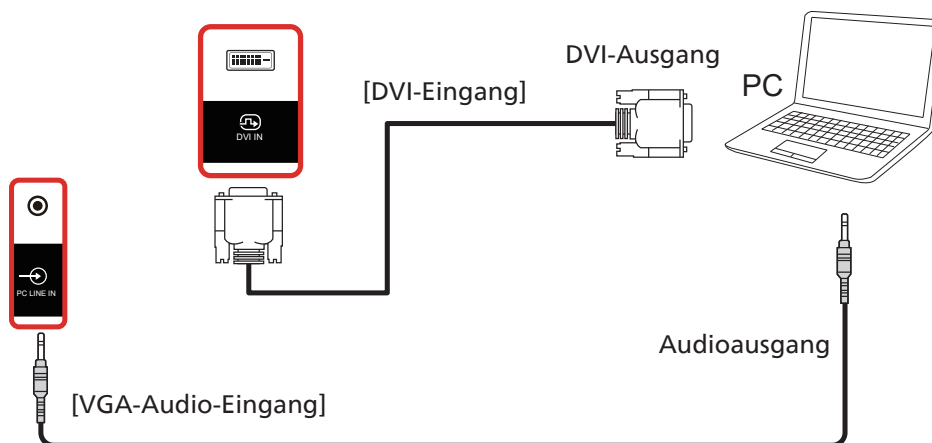 DVI-Ausgang
PC
[DVI-Eingang]
DVI IN
PC LINE IN
Audioausgang
[VGA-Audio-Eingang]